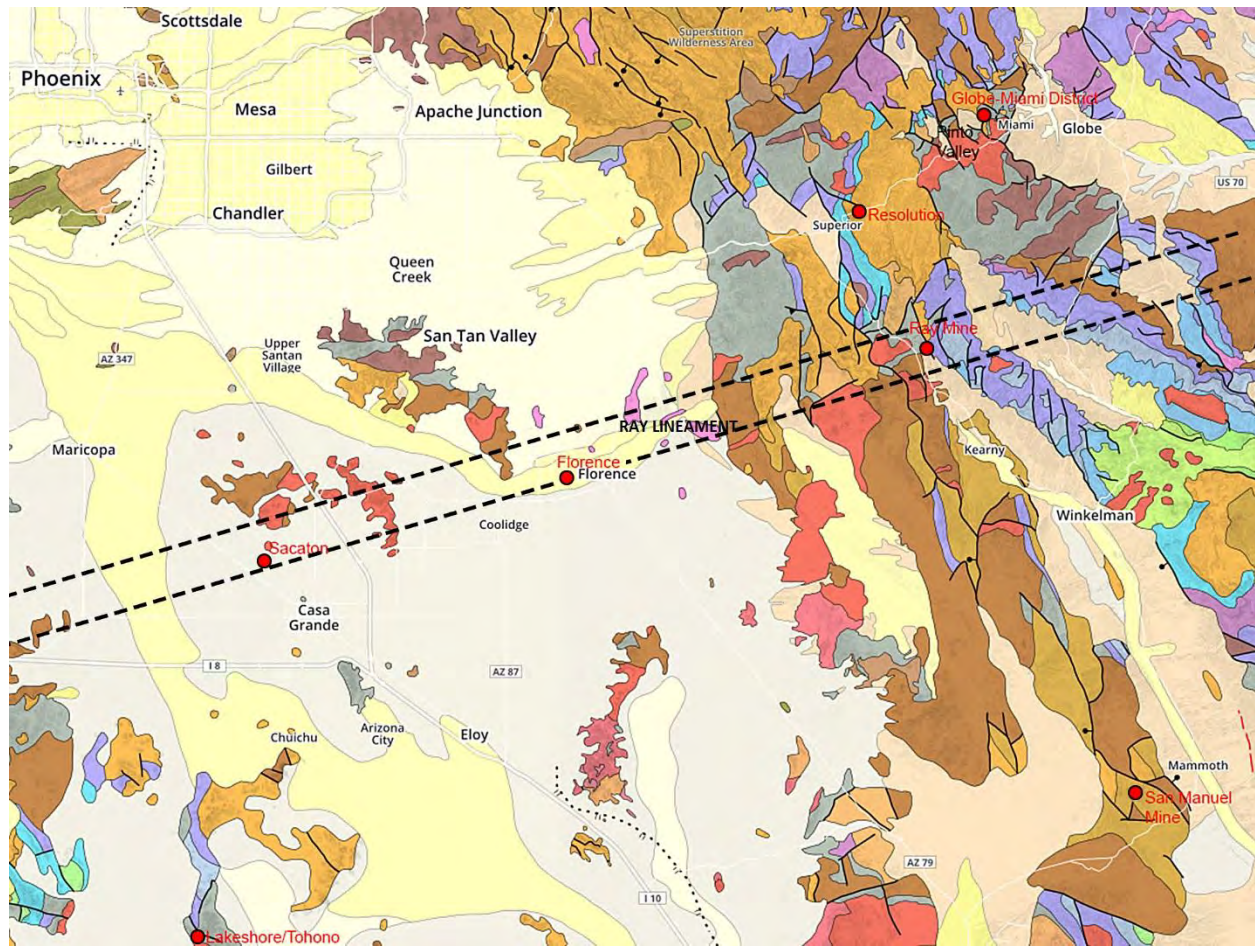 Scottsdale
Superstition
Wilderness Area
Phoenix
Mesa
Apache Junction
Globe-Miami District
Miami
Globe
Pinto
Valley
Gilbert
US 70
Chandler
Resolution
Superior
Queen
Creek
San Tan Valley
Ray Mine
Upper
Santan
Village
AZ 347
RAY LINEAMENT
Maricopa
Kearny
Florence
Florence
Winkelman
Coolidge
Sacaton
Casa
Grande
I 8
AZ 87
Arizona
City
Eloy
Chuichu
Mammoth
San Manuel
Mine
AZ 79
I 10
Lakeshore/Tohono